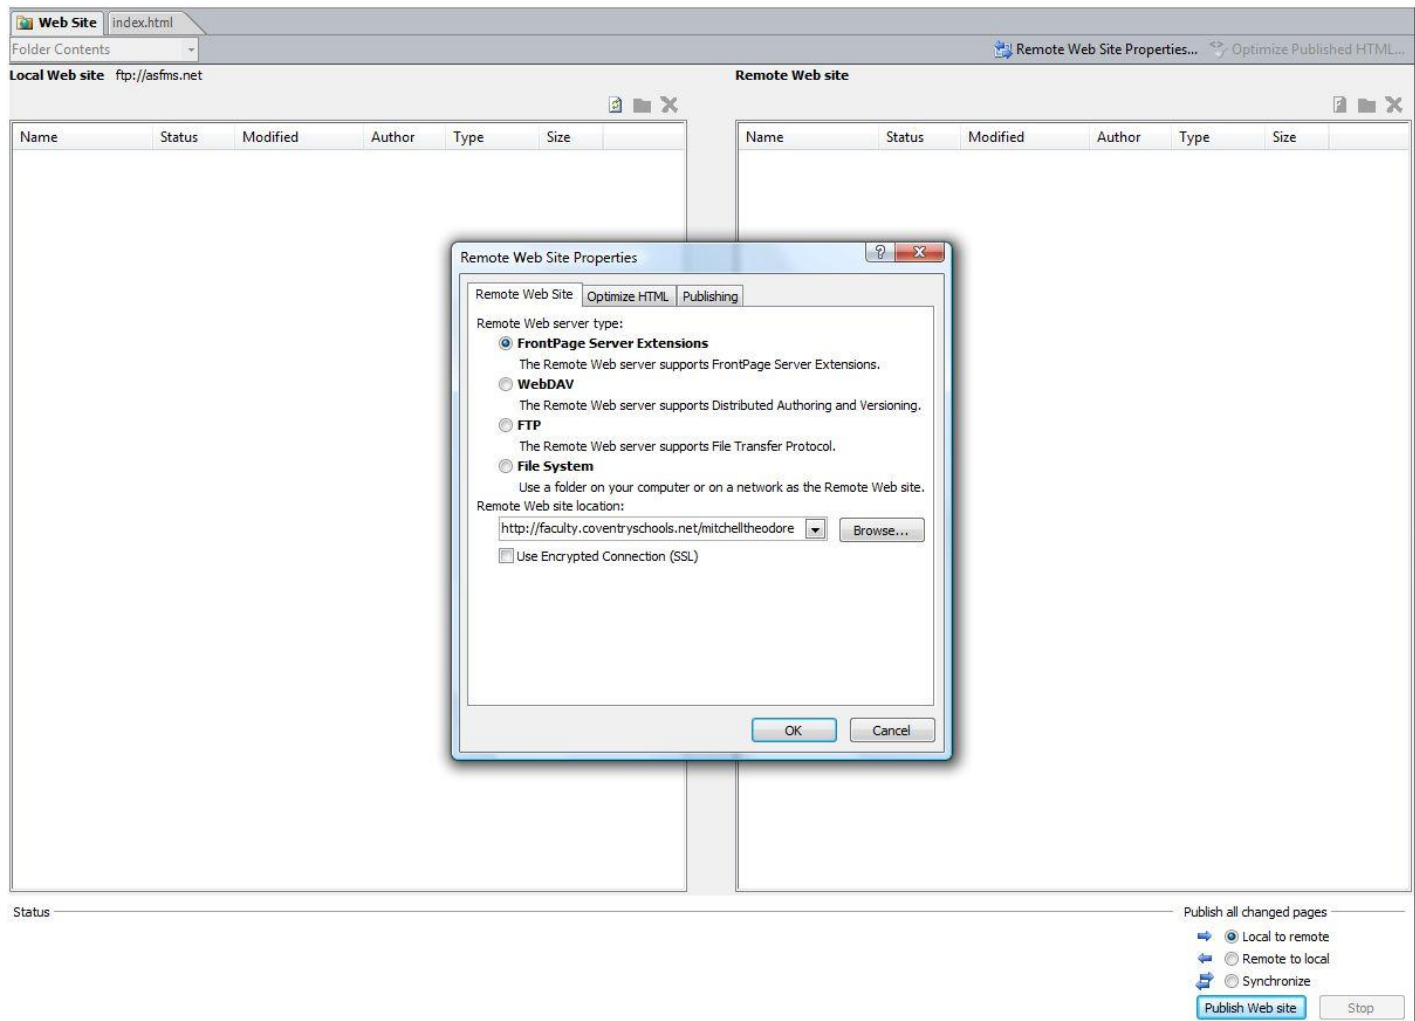 Web Site index.html
Folder Contents Remote Web Site Properties... Optimize Published HTML...
Local Web site ftp://asfms.net Remote Web site
Name Status Modified Author Type Size Name Status Modified Author Type Size
Remote Web Site Properties
Remote Web Site Optimize HTML Publishing
Remote Web server type:
FrontPage Server Extensions
The Remote Web server supports FrontPage Server Extensions.
WebDAV
The Remote Web server supports Distributed Authoring and Versioning.
FTP
The Remote Web server supports File Transfer Protocol.
File System
Use a folder on your computer or on a network as the Remote Web site.
Remote Web site location:
http://faculty.coventryschools.net/mitchelltheodore Browse...
Use Encrypted Connection (SSL)
OK Cancel
Status Publish all changed pages
Local to remote
Remote to local
Synchronize
Publish Web site Stop